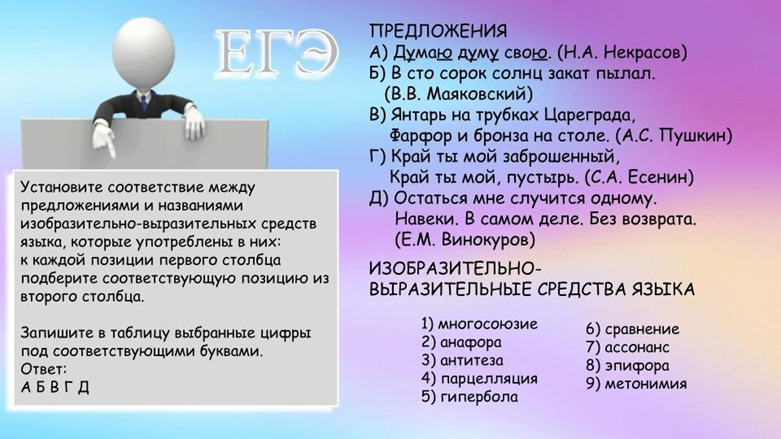 ЕГЭ
Установите соответствие между
предложениями и названиями
изобразительно-выразительных средств
языка, которые употреблены в них:
к каждой позиции первого столбца
подберите соответствующую позицию из
второго столбца.
Запишите в таблицу выбранные цифры
под соответствующими буквами.
Ответ:
А Б В Г Д
ПРЕДЛОЖЕНИЯ
А) Думаю думу свою. (Н.А. Некрасов)
Б) В сто сорок солнц закат пылал.
(В.В. Маяковский)
В) Янтарь на трубках Цареграда,
Фарфор и бронза на столе. (А.С. Пушкин)
Г) Край ты мой заброшенный,
Край ты мой, пустырь. (С.А. Есенин)
Д) Остаться мне случится одному.
Навеки. В самом деле. Без возврата.
(Е.М. Винокуров)
ИЗОБРАЗИТЕЛЬНО-
ВЫРАЗИТЕЛЬНЫЕ СРЕДСТВА ЯЗЫКА
1) многосоюзие
2) анафора
3) антитеза
4) парцелляция
5) гипербола
6) сравнение
7) ассонанс
8) эпифора
9) метонимия